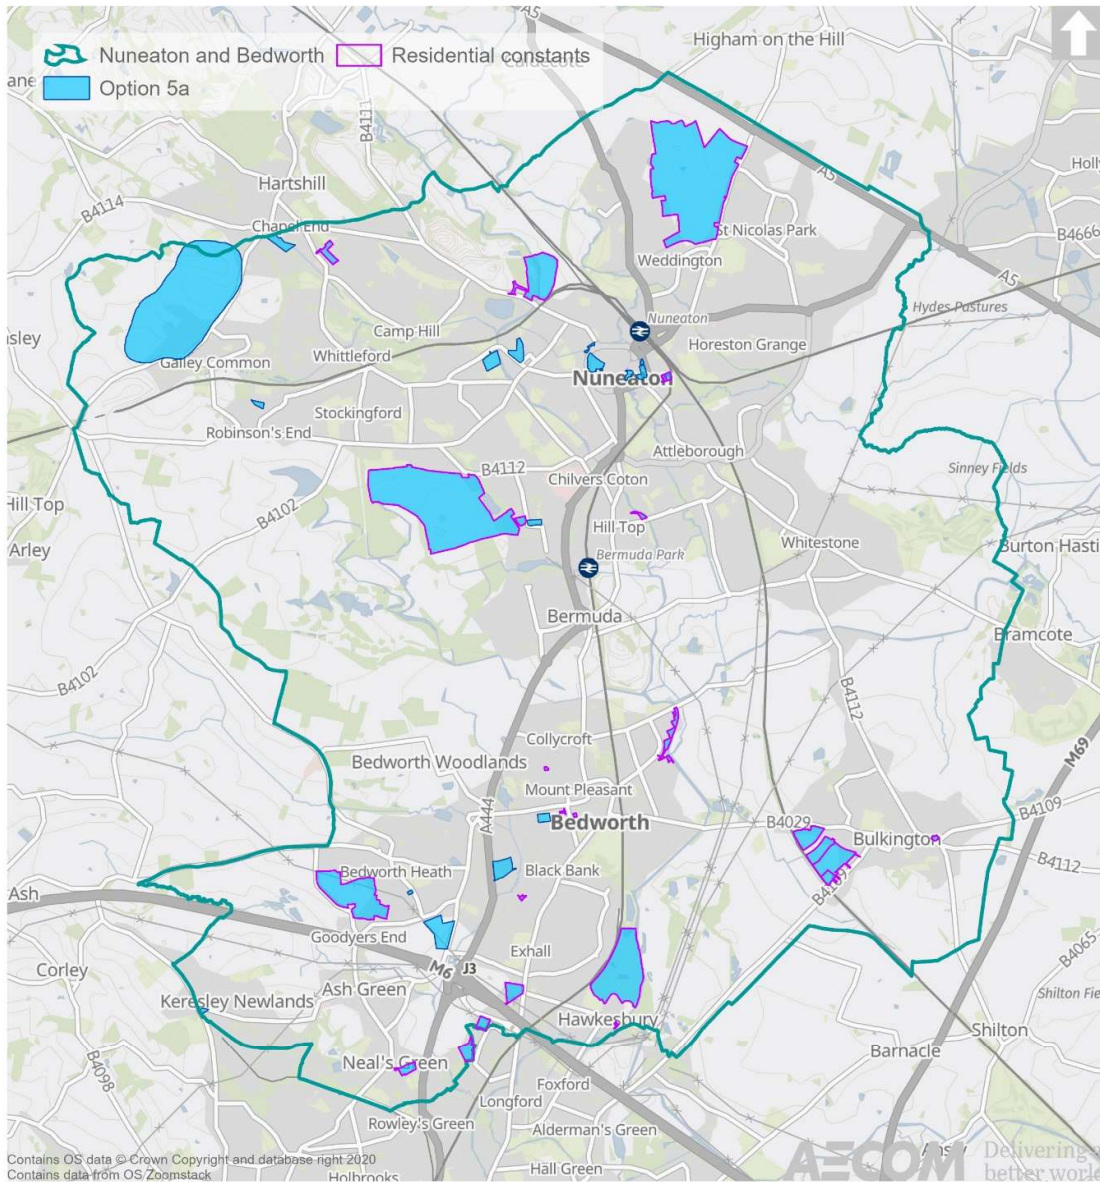 A5
Higham on the Hill
Nuneaton and Bedworth
Residential constants
Option 5a
B4111
Hartshill
B4114
Chapel End
A5
St Nicolas Park
Weddington
B4666
A5
Hydes Pastures
Nuneaton
Camp Hill
Horeston Grange
Whittleford
Galley Common
Nuneaton
Stockingford
Robinson's End
Attleborough
B4112
Sinney Fields
Chilvers Coton
Hill Top
B4102
Hill Top
Arley
Whitestone
Bermuda Park
Bermuda
Bramcote
B4102
B4112
Collycroft
M69
Bedworth Woodlands
Mount Pleasant
A444
Bedworth
B4029
B4109
Bulkington
B4112
Bedworth Heath
Black Bank
B4109
Ash
Goodyers End
Exhall
B4065
Corley
M6
J3
Ash Green
Keresley Newlands
Hawkesbury
Shilton
Barnacle
B4098
Neal's Green
Foxford
Longford
Rowley's Green
Alderman's Green
Hall Green
Holbrooks
Contains OS data © Crown Copyright and database right 2020
Contains data from OS Zoomstack
AECOM